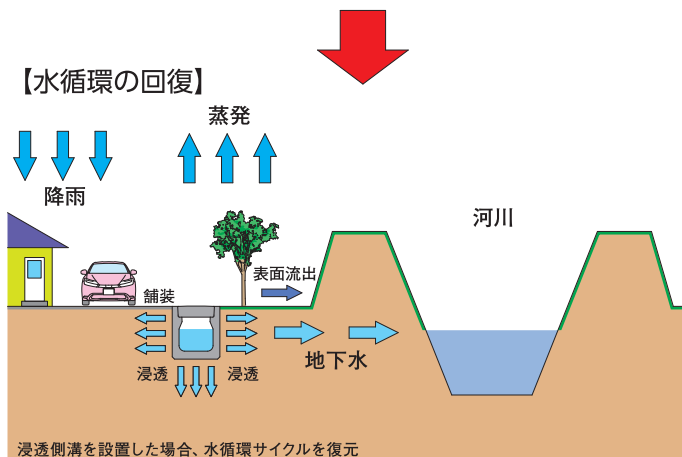 【水循環の回復】
蒸発
降雨
河川
表面流出
舗装
地下水
浸透
浸透
浸透側溝を設置した場合、水循環サイクルを復元